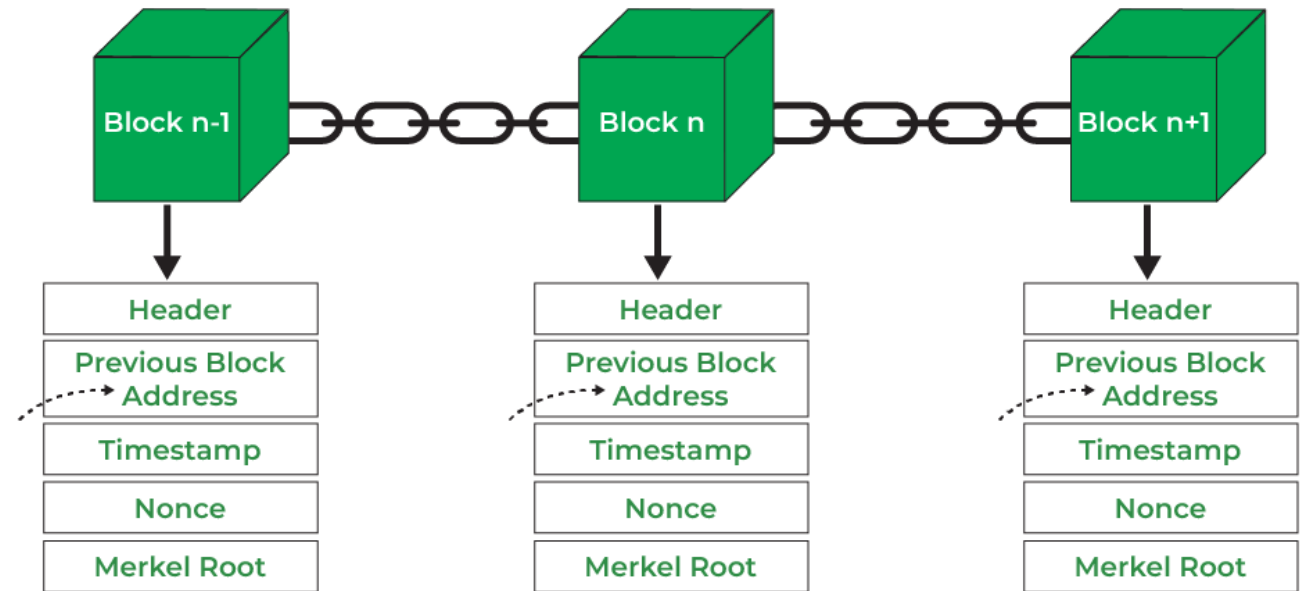 Block n-1
Block n
Block n+1
Header
Previous Block
Address
Timestamp
Nonce
Merkel Root
Header
Previous Block
Address
Timestamp
Nonce
Merkel Root
Header
Previous Block
Address
Timestamp
Nonce
Merkel Root